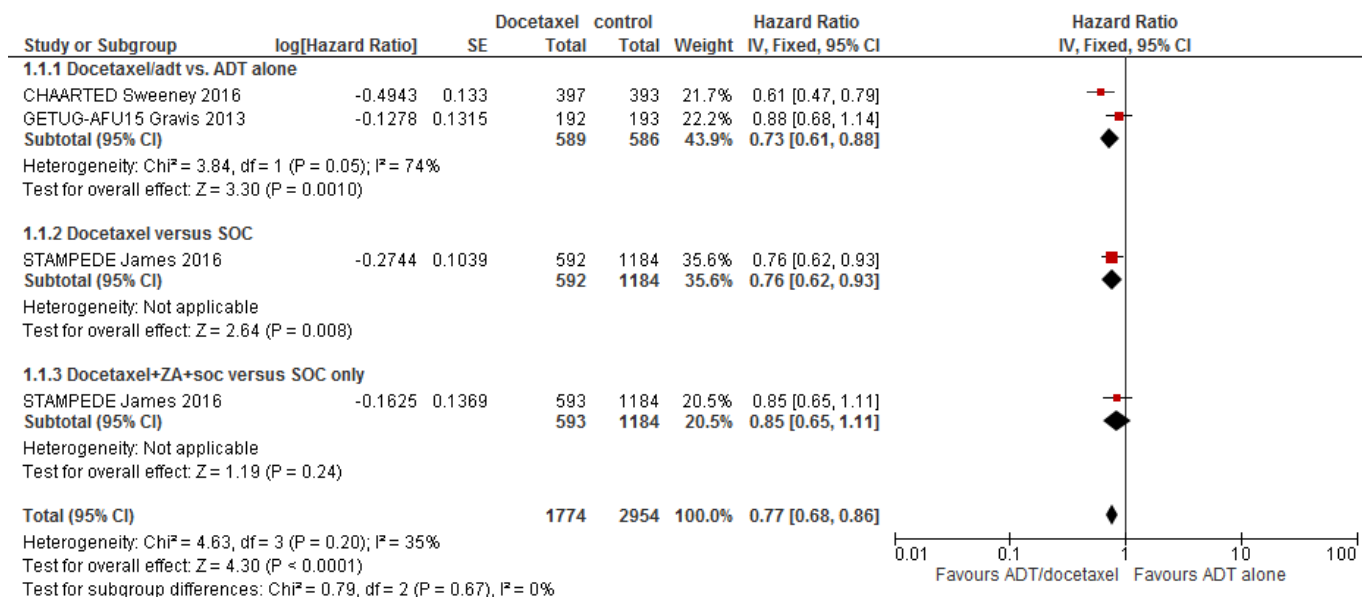 Docetaxel control Hazard Ratio Hazard Ratio
Study or Subgroup log[Hazard Ratio] SE Total Total Weight IV, Fixed, 95% CI IV, Fixed, 95% CI
1.1.1 Docetaxel/adt vs. ADT alone
CHAARTED Sweeney 2016 -0.4943 0.133 397 393 21.7% 0.61 [0.47, 0.79]
GETUG-AFU15 Gravis 2013 -0.1278 0.1315 192 193 22.2% 0.88 [0.68, 1.14]
Subtotal (95% CI) 589 586 43.9% 0.73 [0.61, 0.88]
Heterogeneity: Chi² = 3.84, df = 1 (P = 0.05); I² = 74%
Test for overall effect: Z = 3.30 (P = 0.0010)
1.1.2 Docetaxel versus SOC
STAMPEDE James 2016 -0.2744 0.1039 592 1184 35.6% 0.76 [0.62, 0.93]
Subtotal (95% CI) 592 1184 35.6% 0.76 [0.62, 0.93]
Heterogeneity: Not applicable
Test for overall effect: Z = 2.64 (P = 0.008)
1.1.3 Docetaxel+ZA+soc versus SOC only
STAMPEDE James 2016 -0.1625 0.1369 593 1184 20.5% 0.85 [0.65, 1.11]
Subtotal (95% CI) 593 1184 20.5% 0.85 [0.65, 1.11]
Heterogeneity: Not applicable
Test for overall effect: Z = 1.19 (P = 0.24)
Total (95% CI) 1774 2954 100.0% 0.77 [0.68, 0.86]
Heterogeneity: Chi² = 4.63, df = 3 (P = 0.20); I² = 35%
Test for overall effect: Z = 4.30 (P < 0.0001)
Test for subgroup differences: Chi² = 0.79, df = 2 (P = 0.67), I² = 0%
0.01 0.1 1 10 100
Favours ADT/docetaxel Favours ADT alone